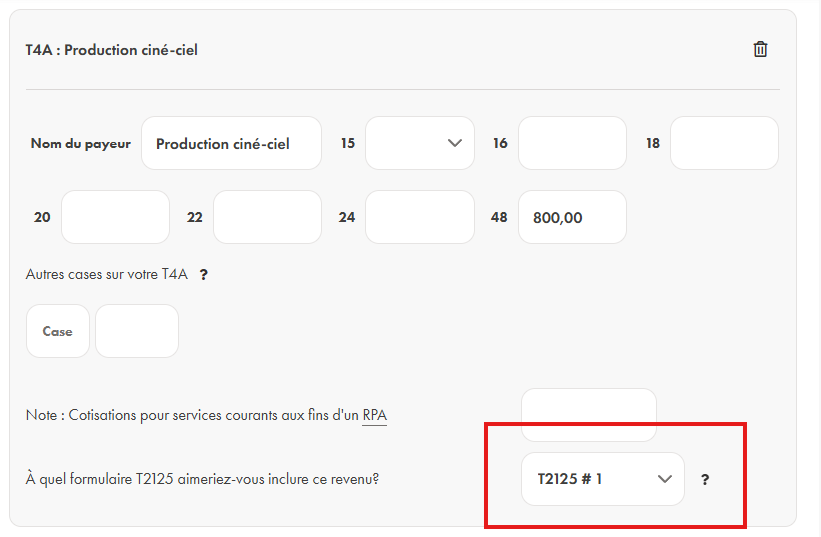 T4A : Production ciné-ciel
Nom du payeur Production ciné-ciel 15 16 18
20 22 24 48 800,00
Autres cases sur votre T4A ?
Case
Note : Cotisations pour services courants aux fins d'un RPA
À quel formulaire T2125 aimeriez-vous inclure ce revenu? T2125 # 1 ?